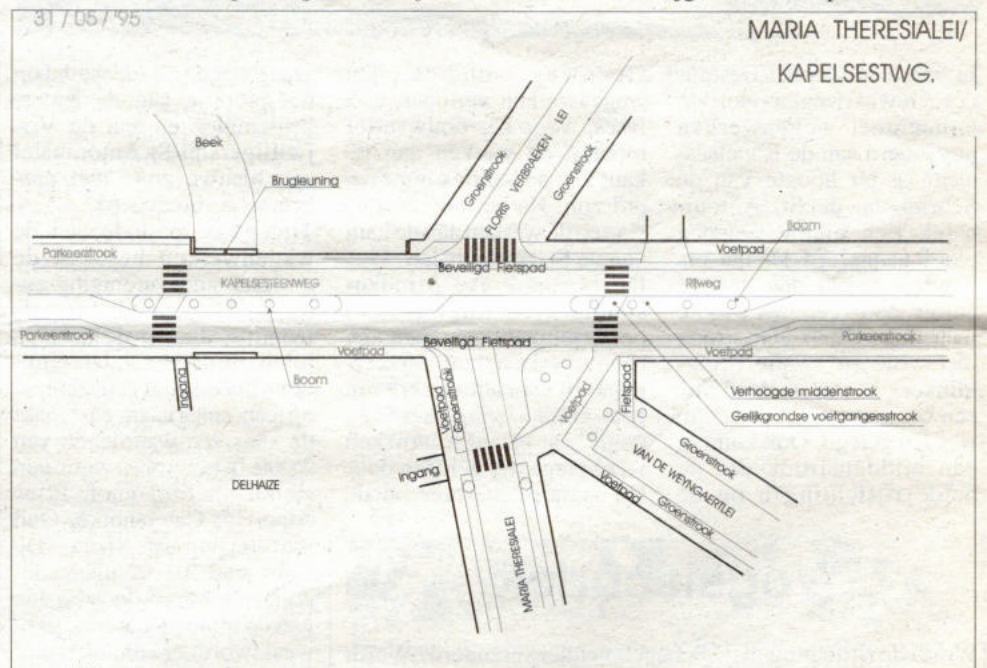 31/05/'95
MARIA THERESIALEI/
KAPELSESTWG.
Beek
Brugleuning
Groenstrook
FLORIS VERBRAEKEN LEI
Groenstrook
Boom
Parkeerstrook
Voetpad
Beveiligd Fietspad
KAPELSESTEENWEG
Rijweg
Parkeerstrook
Beveiligd Fietspad
Parkeerstrook
Voetpad
Voetpad
Ingang
Boom
Voetpad
Groenstrook
Voetpad
Fietspad
Verhoogde middenstrook
Gelijkgrondse voetgangersstrook
Ingang
DELHAIZE
Groenstrook
VAN DE WEYNGAERTLEI
Groenstrook
Voetpad
MARIA THERESIALEI